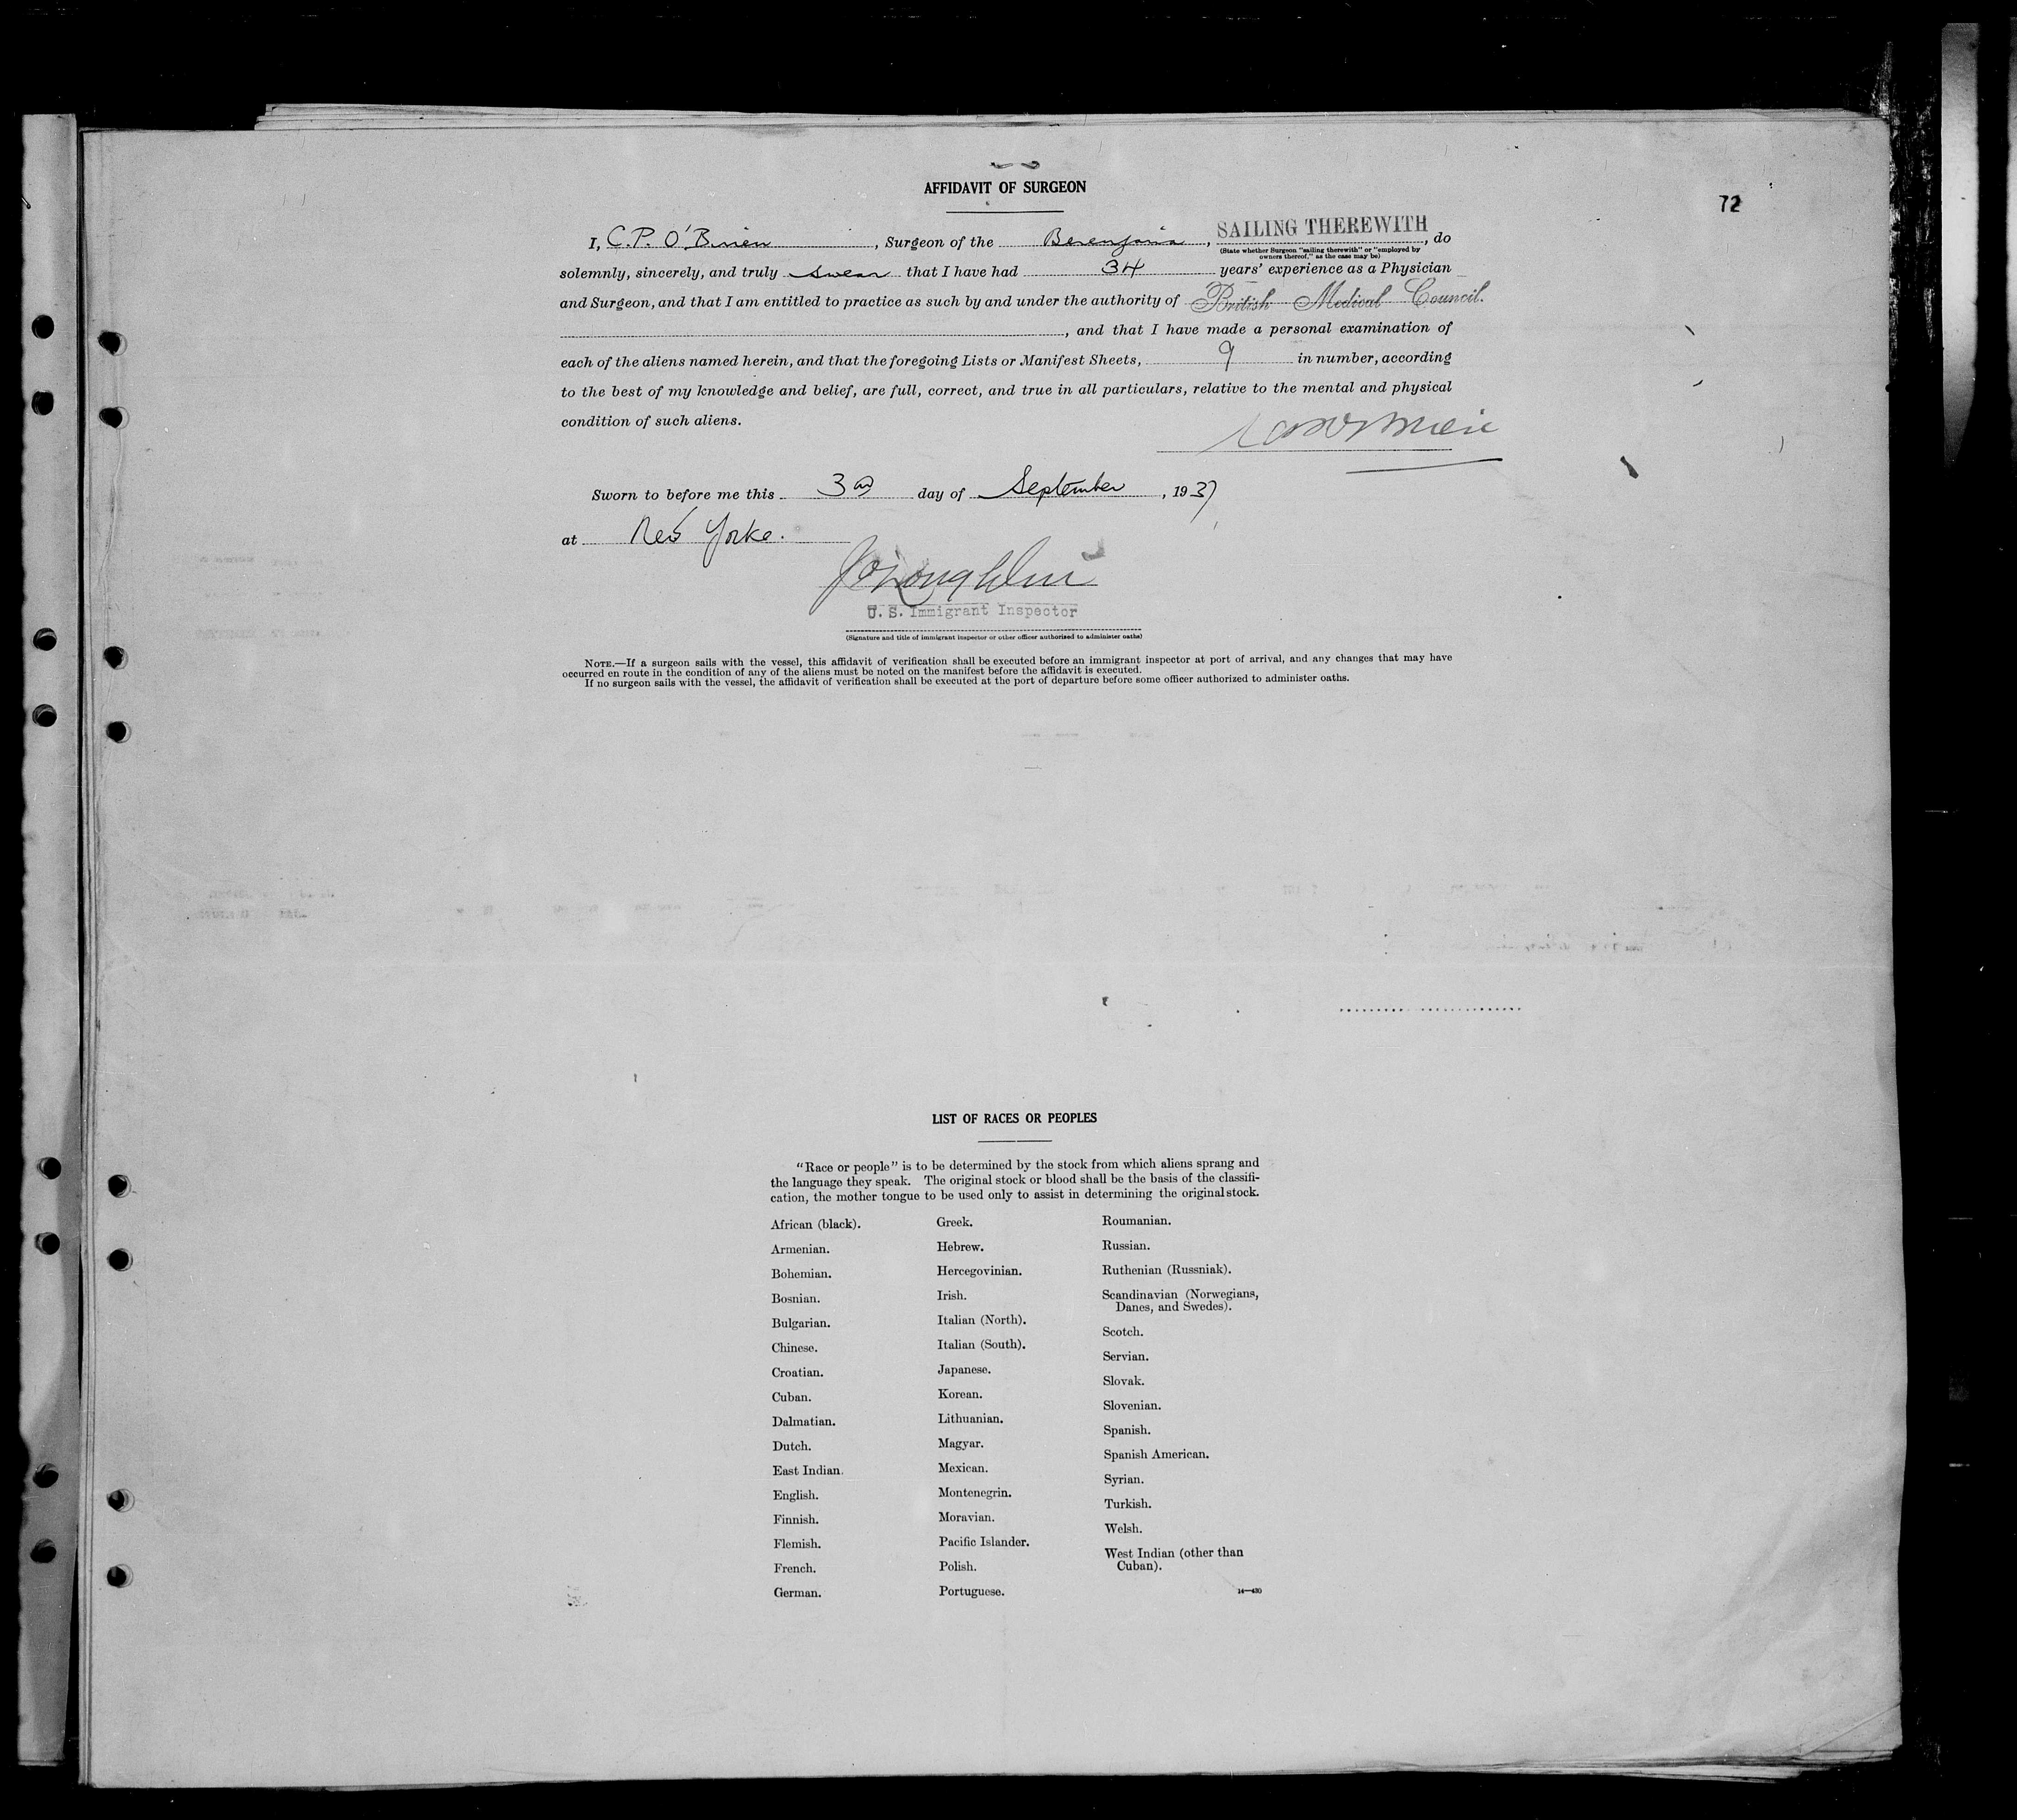 AFFIDAVIT OF SURGEON
72
I, C.P. O'Brien, Surgeon of the Berengaria, SAILING THEREWITH, do
(State whether Surgeon "sailing therewith" or "employed by
owners thereof," as the case may be)
solemnly, sincerely, and truly swear that I have had 34 years' experience as a Physician
and Surgeon, and that I am entitled to practice as such by and under the authority of British Medical Council.
, and that I have made a personal examination of
each of the aliens named herein, and that the foregoing Lists or Manifest Sheets, 9 in number, according
to the best of my knowledge and belief, are full, correct, and true in all particulars, relative to the mental and physical
condition of such aliens.
Sworn to before me this 3rd day of September, 1937
at New Yorke.
U. S. Immigrant Inspector
(Signature and title of immigrant inspector or other officer authorized to administer oaths)
NOTE.—If a surgeon sails with the vessel, this affidavit of verification shall be executed before an immigrant inspector at port of arrival, and any changes that may have
occurred en route in the condition of any of the aliens must be noted on the manifest before the affidavit is executed.
If no surgeon sails with the vessel, the affidavit of verification shall be executed at the port of departure before some officer authorized to administer oaths.
LIST OF RACES OR PEOPLES
"Race or people" is to be determined by the stock from which aliens sprang and
the language they speak. The original stock or blood shall be the basis of the classifi-
cation, the mother tongue to be used only to assist in determining the original stock.
African (black).
Armenian.
Bohemian.
Bosnian.
Bulgarian.
Chinese.
Croatian.
Cuban.
Dalmatian.
Dutch.
East Indian.
English.
Finnish.
Flemish.
French.
German.
Greek.
Hebrew.
Hercegovinian.
Irish.
Italian (North).
Italian (South).
Japanese.
Korean.
Lithuanian.
Magyar.
Mexican.
Montenegrin.
Moravian.
Pacific Islander.
Polish.
Portuguese.
Roumanian.
Russian.
Ruthenian (Russniak).
Scandinavian (Norwegians,
Danes, and Swedes).
Scotch.
Servian.
Slovak.
Slovenian.
Spanish.
Spanish American.
Syrian.
Turkish.
Welsh.
West Indian (other than
Cuban).
14—430